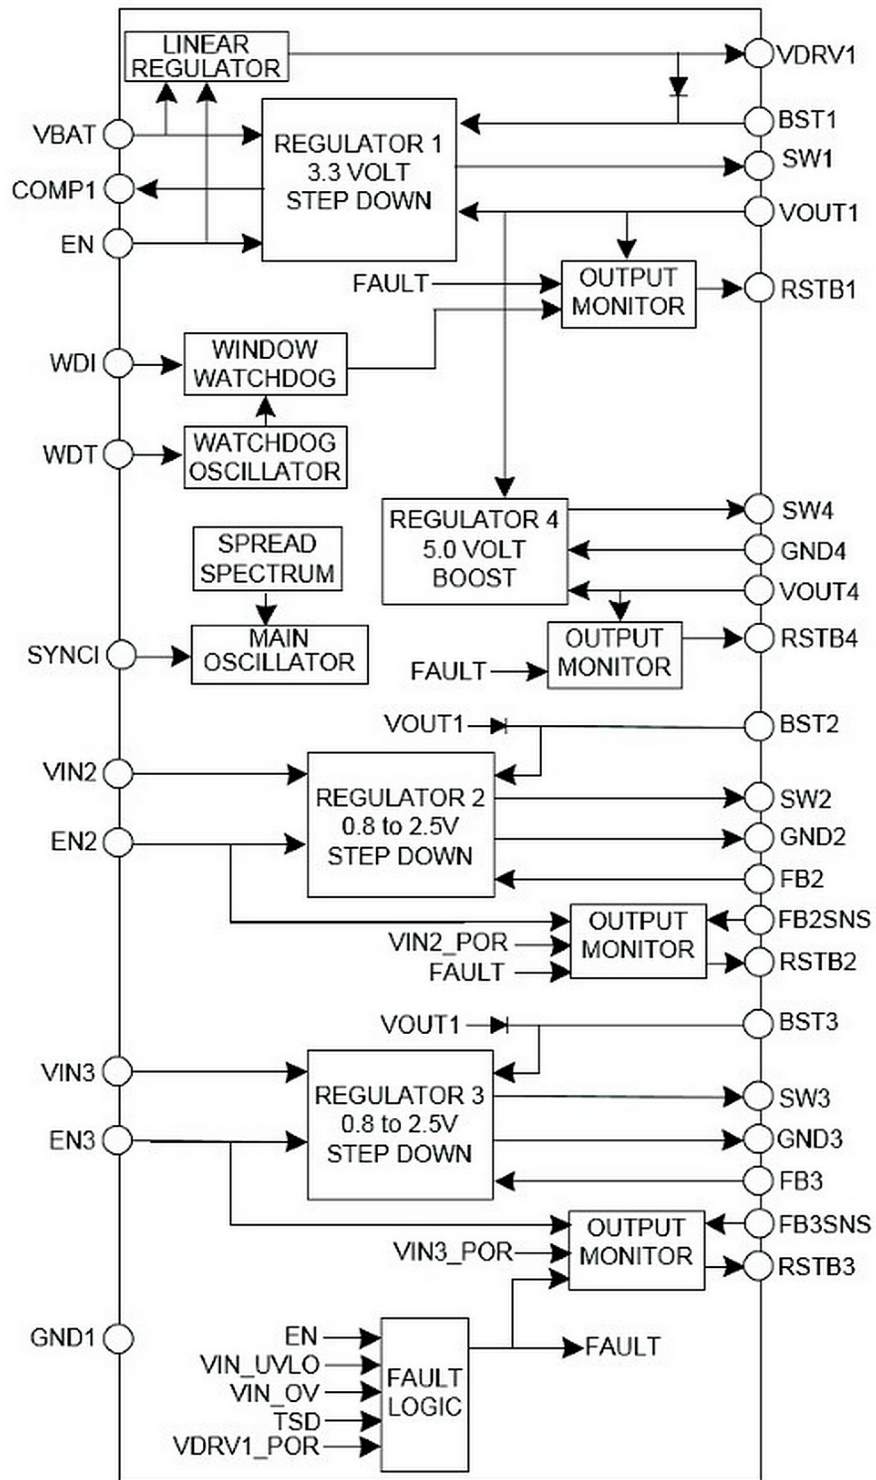 LINEAR
REGULATOR
VDRV1
VBAT
REGULATOR 1
3.3 VOLT
STEP DOWN
BST1
SW1
COMP1
VOUT1
EN
FAULT
OUTPUT
MONITOR
RSTB1
WDI
WINDOW
WATCHDOG
WDT
WATCHDOG
OSCILLATOR
REGULATOR 4
5.0 VOLT
BOOST
SW4
GND4
VOUT4
SPREAD
SPECTRUM
SYNCI
MAIN
OSCILLATOR
OUTPUT
MONITOR
RSTB4
FAULT
VOUT1
BST2
VIN2
REGULATOR 2
0.8 to 2.5V
STEP DOWN
SW2
EN2
GND2
FB2
OUTPUT
MONITOR
FB2SNS
VIN2_POR
FAULT
RSTB2
VOUT1
BST3
VIN3
REGULATOR 3
0.8 to 2.5V
STEP DOWN
SW3
EN3
GND3
FB3
OUTPUT
MONITOR
FB3SNS
VIN3_POR
RSTB3
GND1
EN
VIN_UVLO
VIN_OV
TSD
VDRV1_POR
FAULT
LOGIC
FAULT